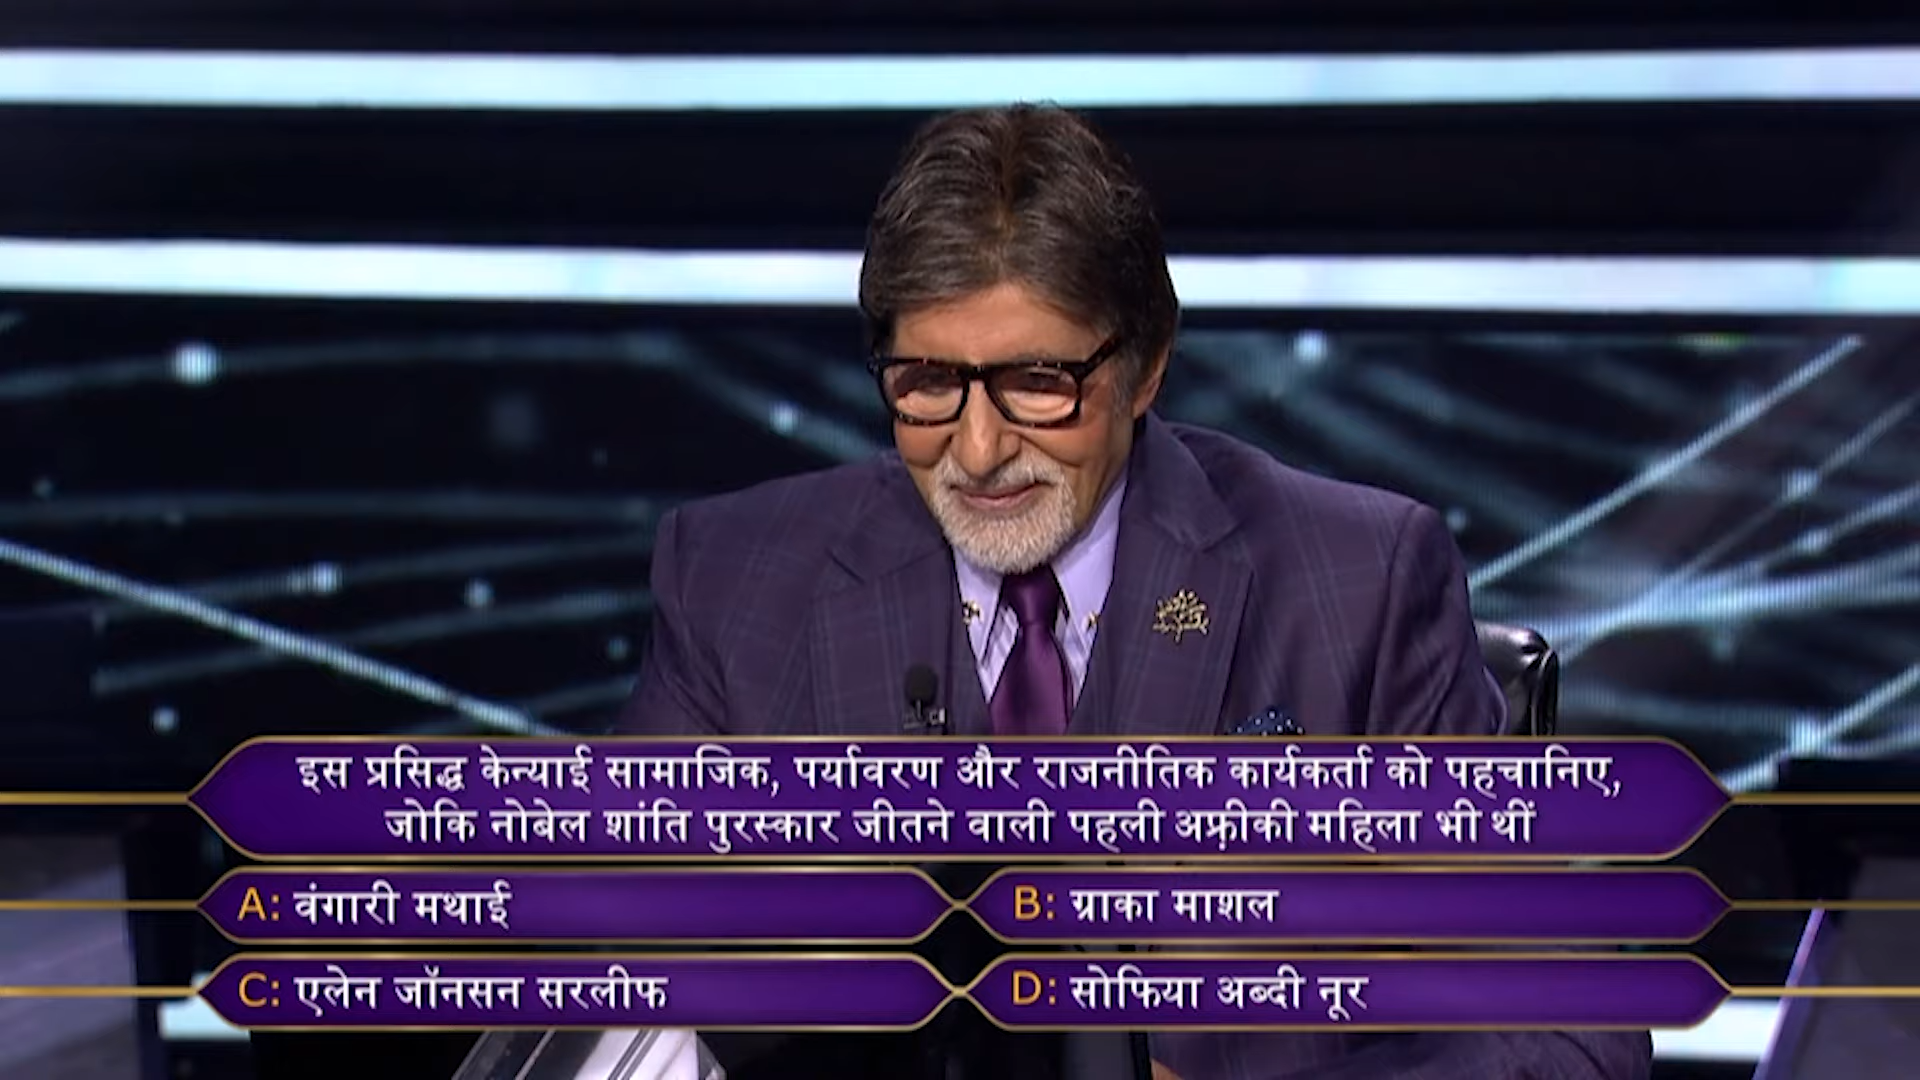 इस प्रसिद्ध केन्याई सामाजिक, पर्यावरण और राजनीतिक कार्यकर्ता को पहचानिए,
जोकि नोबेल शांति पुरस्कार जीतने वाली पहली अफ़्रीकी महिला भी थीं
A: वंगारी मथाई
B: ग्राका माशल
C: एलेन जॉनसन सरलीफ
D: सोफिया अब्दी नूर